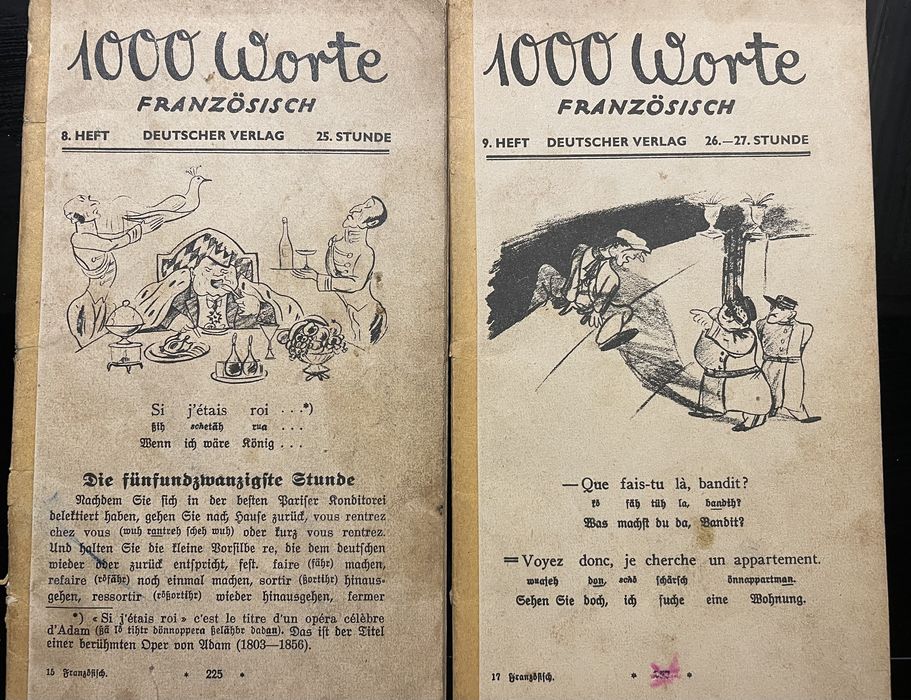 1000 Worte
FRANZÖSISCH
8. HEFT DEUTSCHER VERLAG 25. STUNDE
Si j'étais roi . . .*)
ßih schetäh rua . . .
Wenn ich wäre König . . .
Die fünfundzwanzigste Stunde
Nachdem Sie sich in der besten Pariser Konditorei
delektiert haben, gehen Sie nach Hause zurück, vous rentrez
chez vous (wuh rantreh scheh wuh) oder kurz vous rentrez.
Und halten Sie die kleine Vorsilbe re, die dem deutschen
wieder oder zurück entspricht, fest. faire (fähr) machen,
refaire (röfähr) noch einmal machen, sortir (ßortihr) hinaus-
gehen, ressortir (rößortihr) wieder hinausgehen, fermer
*) « Si j'étais roi » c'est le titre d'un opéra célèbre
d'Adam (ßä lö tihtr dönnoppera ßelähbr dadan). Das ist der Titel
einer berühmten Oper von Adam (1803—1856).
15 Französisch. * 225 *
1000 Worte
FRANZÖSISCH
9. HEFT DEUTSCHER VERLAG 26.—27. STUNDE
— Que fais-tu là, bandit?
kö fäh tüh la, bandih?
Was machst du da, Bandit?
= Voyez donc, je cherche un appartement.
wuajeh don, schö schärsch önnappartman.
Sehen Sie doch, ich suche eine Wohnung.
17 Französisch. * *